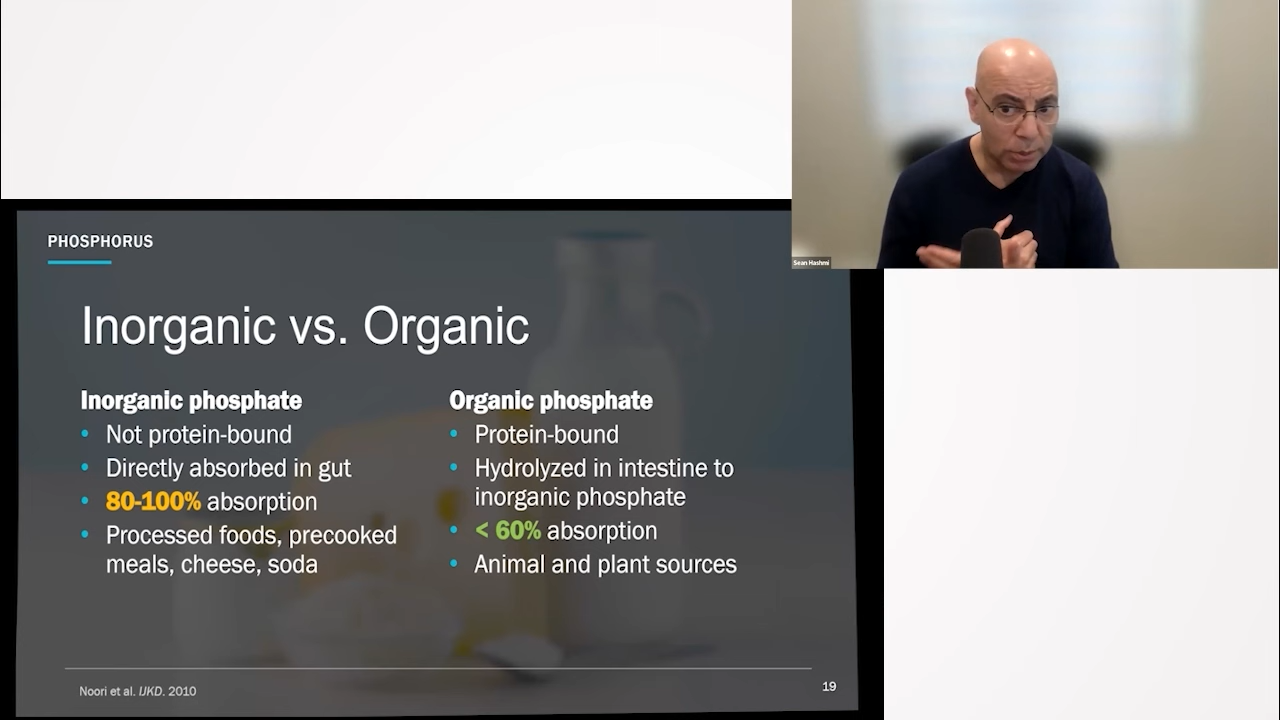 Sean Hashmi
PHOSPHORUS
Inorganic vs. Organic
Inorganic phosphate
• Not protein-bound
• Directly absorbed in gut
• 80-100% absorption
• Processed foods, precooked
meals, cheese, soda
Organic phosphate
• Protein-bound
• Hydrolyzed in intestine to
inorganic phosphate
• < 60% absorption
• Animal and plant sources
Noori et al. IJKD. 2010
19